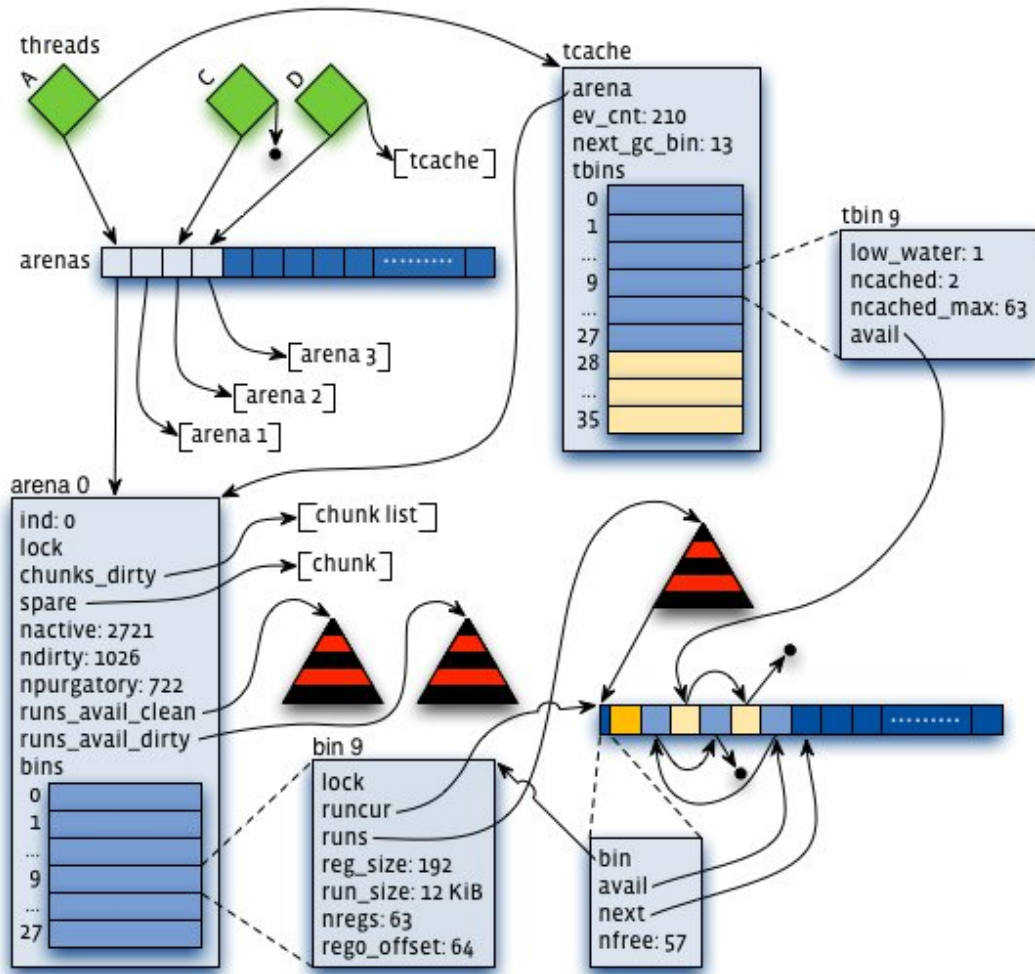 threads
A
C
D
[tcache]
arenas
[arena 3]
[arena 2]
[arena 1]
tcache
arena
ev_cnt: 210
next_gc_bin: 13
tbins
0
1
...
9
...
27
28
...
35
tbin 9
low_water: 1
ncached: 2
ncached_max: 63
avail
arena 0
ind: 0
lock
chunks_dirty
spare
nactive: 2721
ndirty: 1026
npurgatory: 722
runs_avail_clean
runs_avail_dirty
bins
0
1
...
9
...
27
[chunk list]
[chunk]
bin 9
lock
runcur
runs
reg_size: 192
run_size: 12 KiB
nregs: 63
reg0_offset: 64
bin
avail
next
nfree: 57